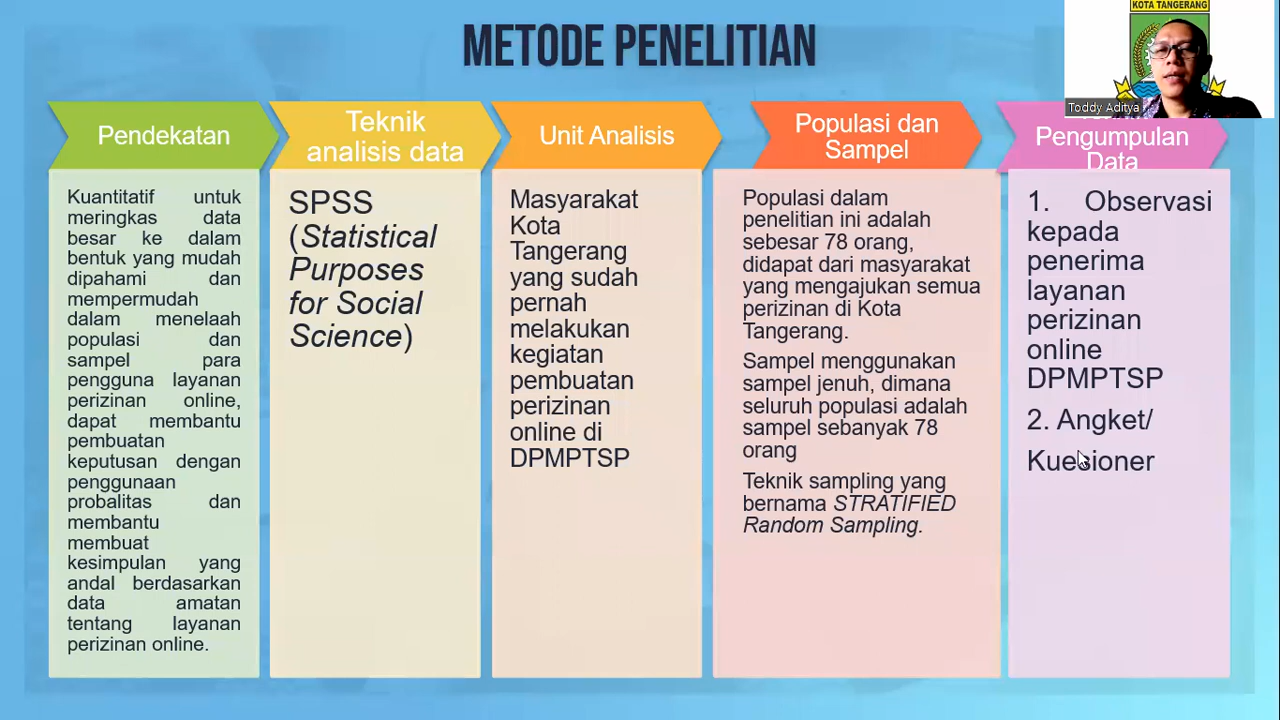 METODE PENELITIAN
KOTA TANGERANG
Toddy Aditya
Pendekatan
Kuantitatif untuk
meringkas data
besar ke dalam
bentuk yang mudah
dipahami dan
mempermudah
dalam menelaah
populasi dan
sampel para
pengguna layanan
perizinan online,
dapat membantu
pembuatan
keputusan dengan
penggunaan
probalitas dan
membantu
membuat
kesimpulan yang
andal berdasarkan
data amatan
tentang layanan
perizinan online.
Teknik
analisis data
SPSS
(Statistical
Purposes
for Social
Science)
Unit Analisis
Masyarakat
Kota
Tangerang
yang sudah
pernah
melakukan
kegiatan
pembuatan
perizinan
online di
DPMPTSP
Populasi dan
Sampel
Populasi dalam
penelitian ini adalah
sebesar 78 orang,
didapat dari masyarakat
yang mengajukan semua
perizinan di Kota
Tangerang.
Sampel menggunakan
sampel jenuh, dimana
seluruh populasi adalah
sampel sebanyak 78
orang
Teknik sampling yang
bernama STRATIFIED
Random Sampling.
Pengumpulan
Data
1. Observasi
kepada
penerima
layanan
perizinan
online
DPMPTSP
2. Angket/
Kuesioner